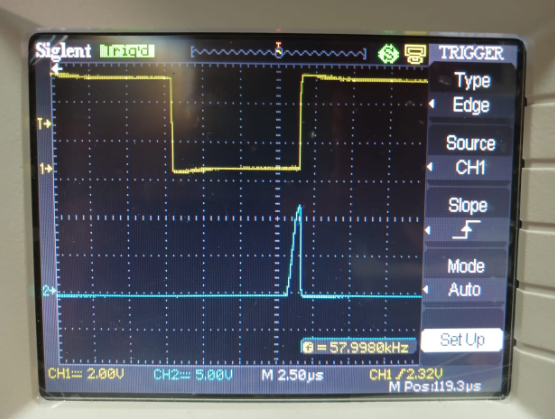 Siglent Trig'd T TRIGGER
Type
Edge
T
Source
CH1
1
Slope
Mode
Auto
2
Set Up
f = 57.9980kHz
CH1 2.00V CH2 5.00V M 2.50µs CH1 2.32V
M Pos:119.3µs